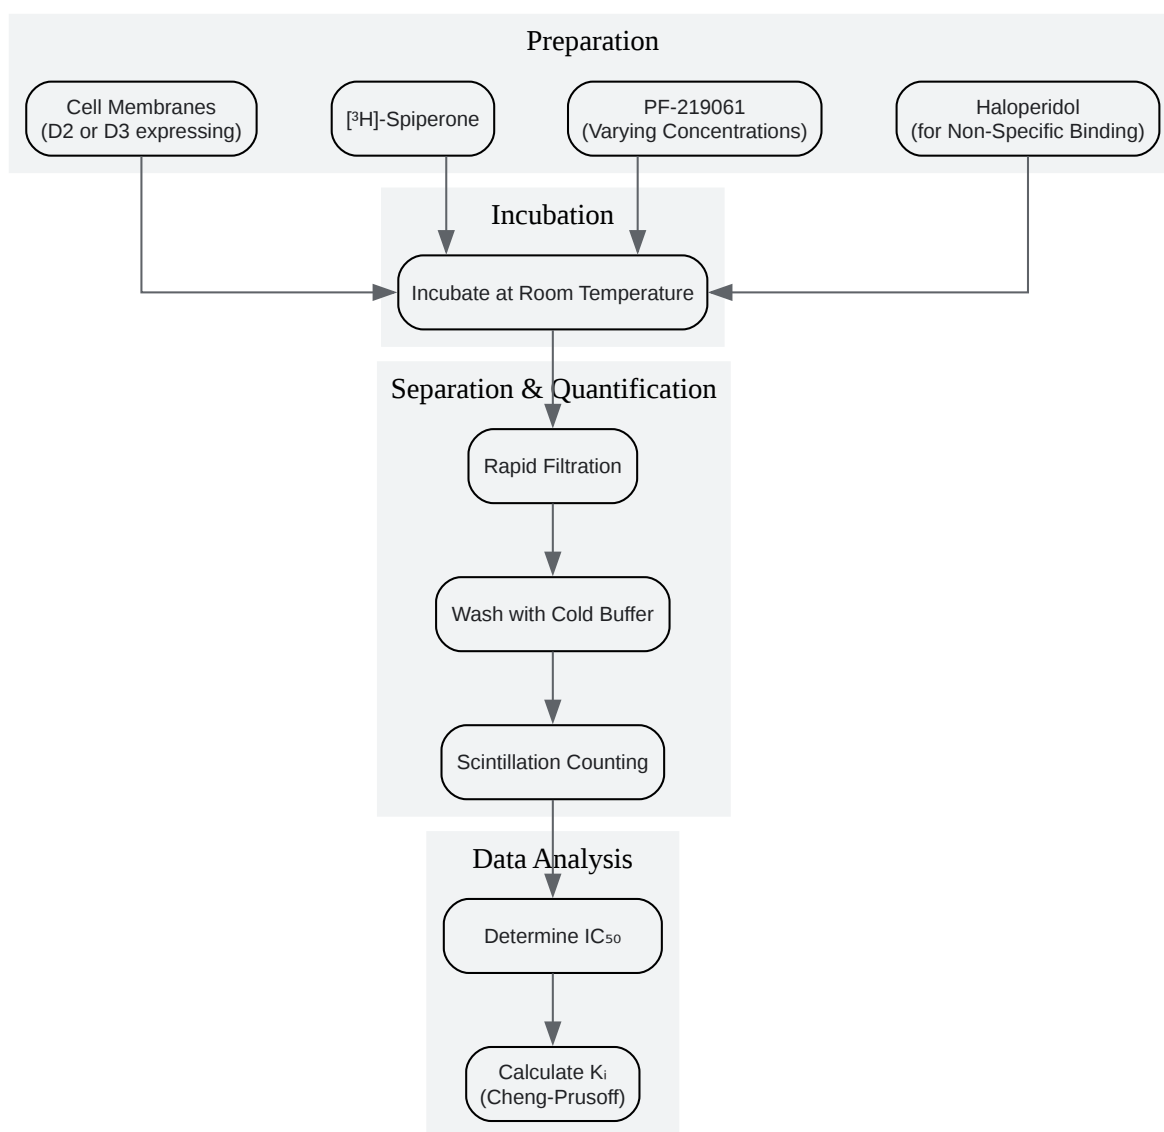 Preparation
Cell Membranes
(D2 or D3 expressing)
[³H]-Spiperone
PF-219061
(Varying Concentrations)
Haloperidol
(for Non-Specific Binding)
Incubation
Incubate at Room Temperature
Separation & Quantification
Rapid Filtration
Wash with Cold Buffer
Scintillation Counting
Data Analysis
Determine IC₅₀
Calculate Kᵢ
(Cheng-Prusoff)